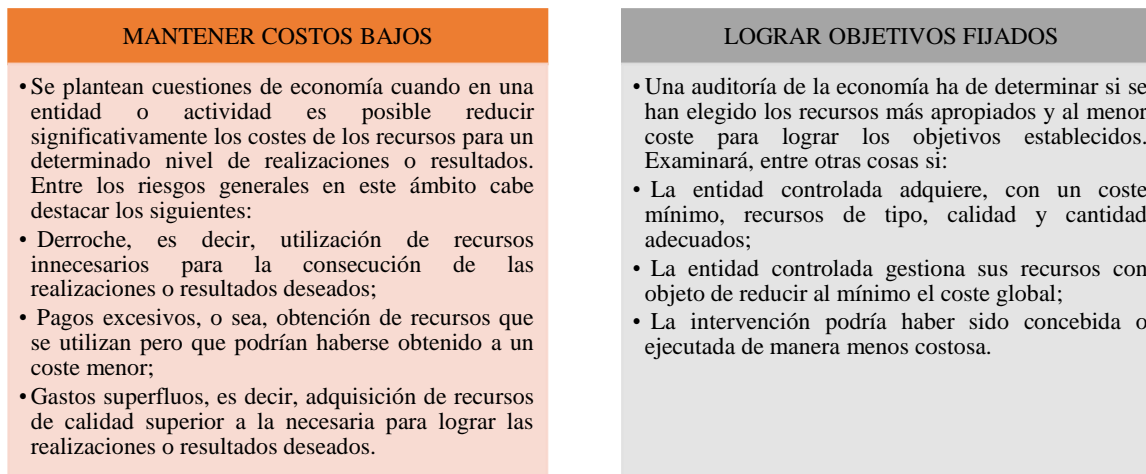 MANTENER COSTOS BAJOS
• Se plantean cuestiones de economía cuando en una
entidad o actividad es posible reducir
significativamente los costes de los recursos para un
determinado nivel de realizaciones o resultados.
Entre los riesgos generales en este ámbito cabe
destacar los siguientes:
• Derroche, es decir, utilización de recursos
innecesarios para la consecución de las
realizaciones o resultados deseados;
• Pagos excesivos, o sea, obtención de recursos que
se utilizan pero que podrían haberse obtenido a un
coste menor;
• Gastos superfluos, es decir, adquisición de recursos
de calidad superior a la necesaria para lograr las
realizaciones o resultados deseados.
LOGRAR OBJETIVOS FIJADOS
• Una auditoría de la economía ha de determinar si se
han elegido los recursos más apropiados y al menor
coste para lograr los objetivos establecidos.
Examinará, entre otras cosas si:
• La entidad controlada adquiere, con un coste
mínimo, recursos de tipo, calidad y cantidad
adecuados;
• La entidad controlada gestiona sus recursos con
objeto de reducir al mínimo el coste global;
• La intervención podría haber sido concebida o
ejecutada de manera menos costosa.